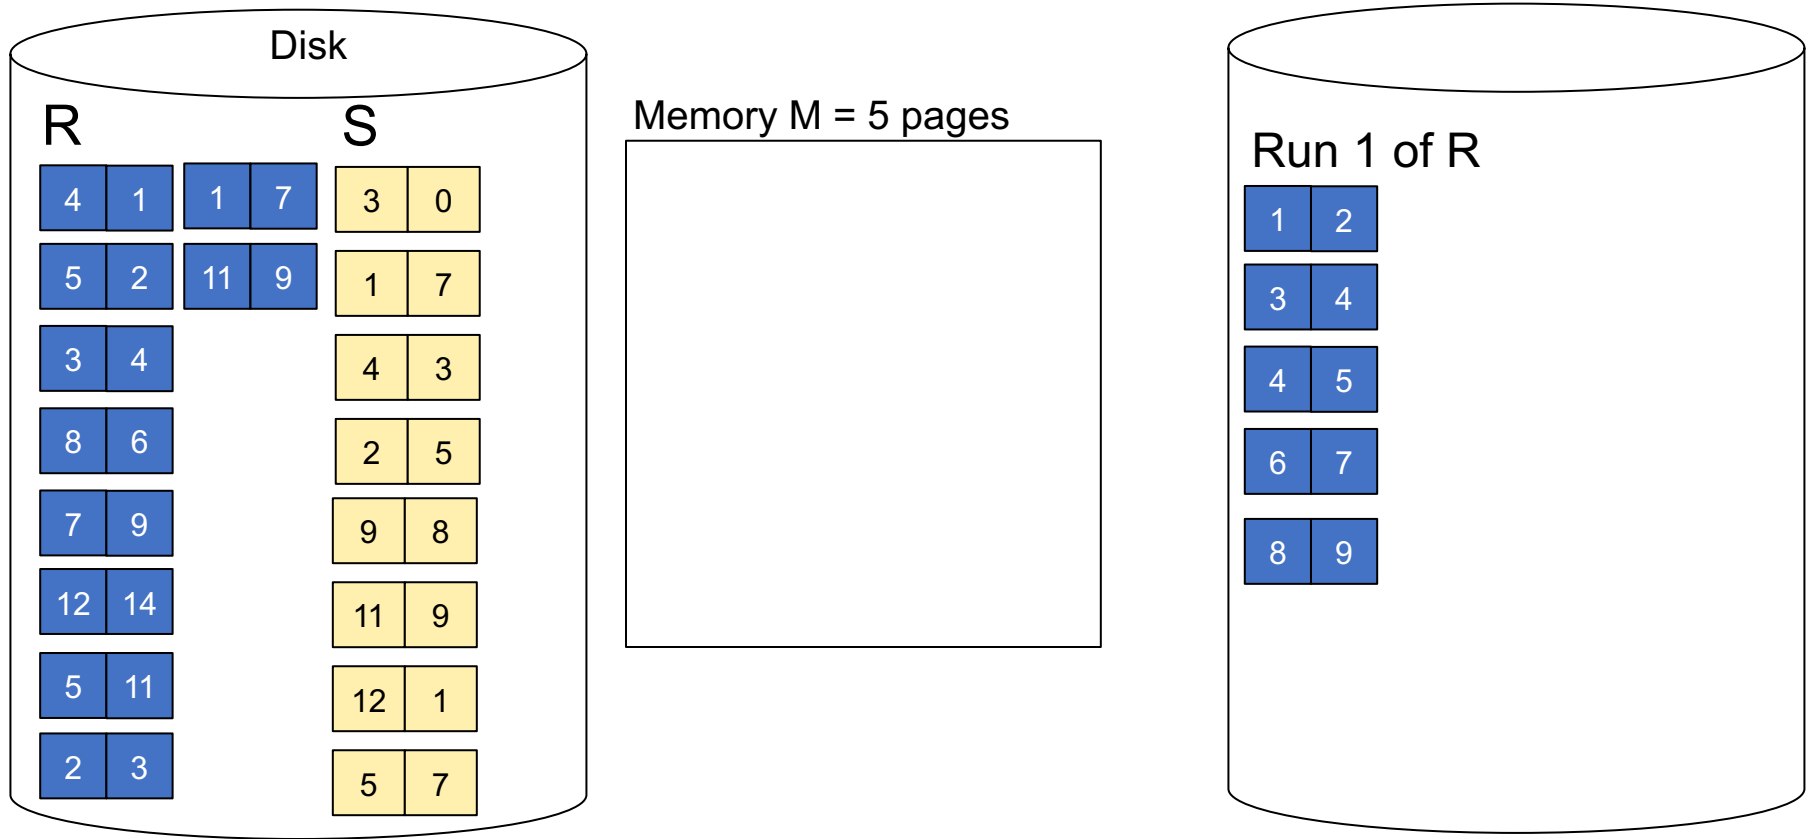 Disk
R S
4 1 1 7 3 0
5 2 11 9 1 7
3 4 4 3
8 6 2 5
7 9 9 8
12 14 11 9
5 11 12 1
2 3 5 7
Memory M = 5 pages
Run 1 of R
1 2
3 4
4 5
6 7
8 9